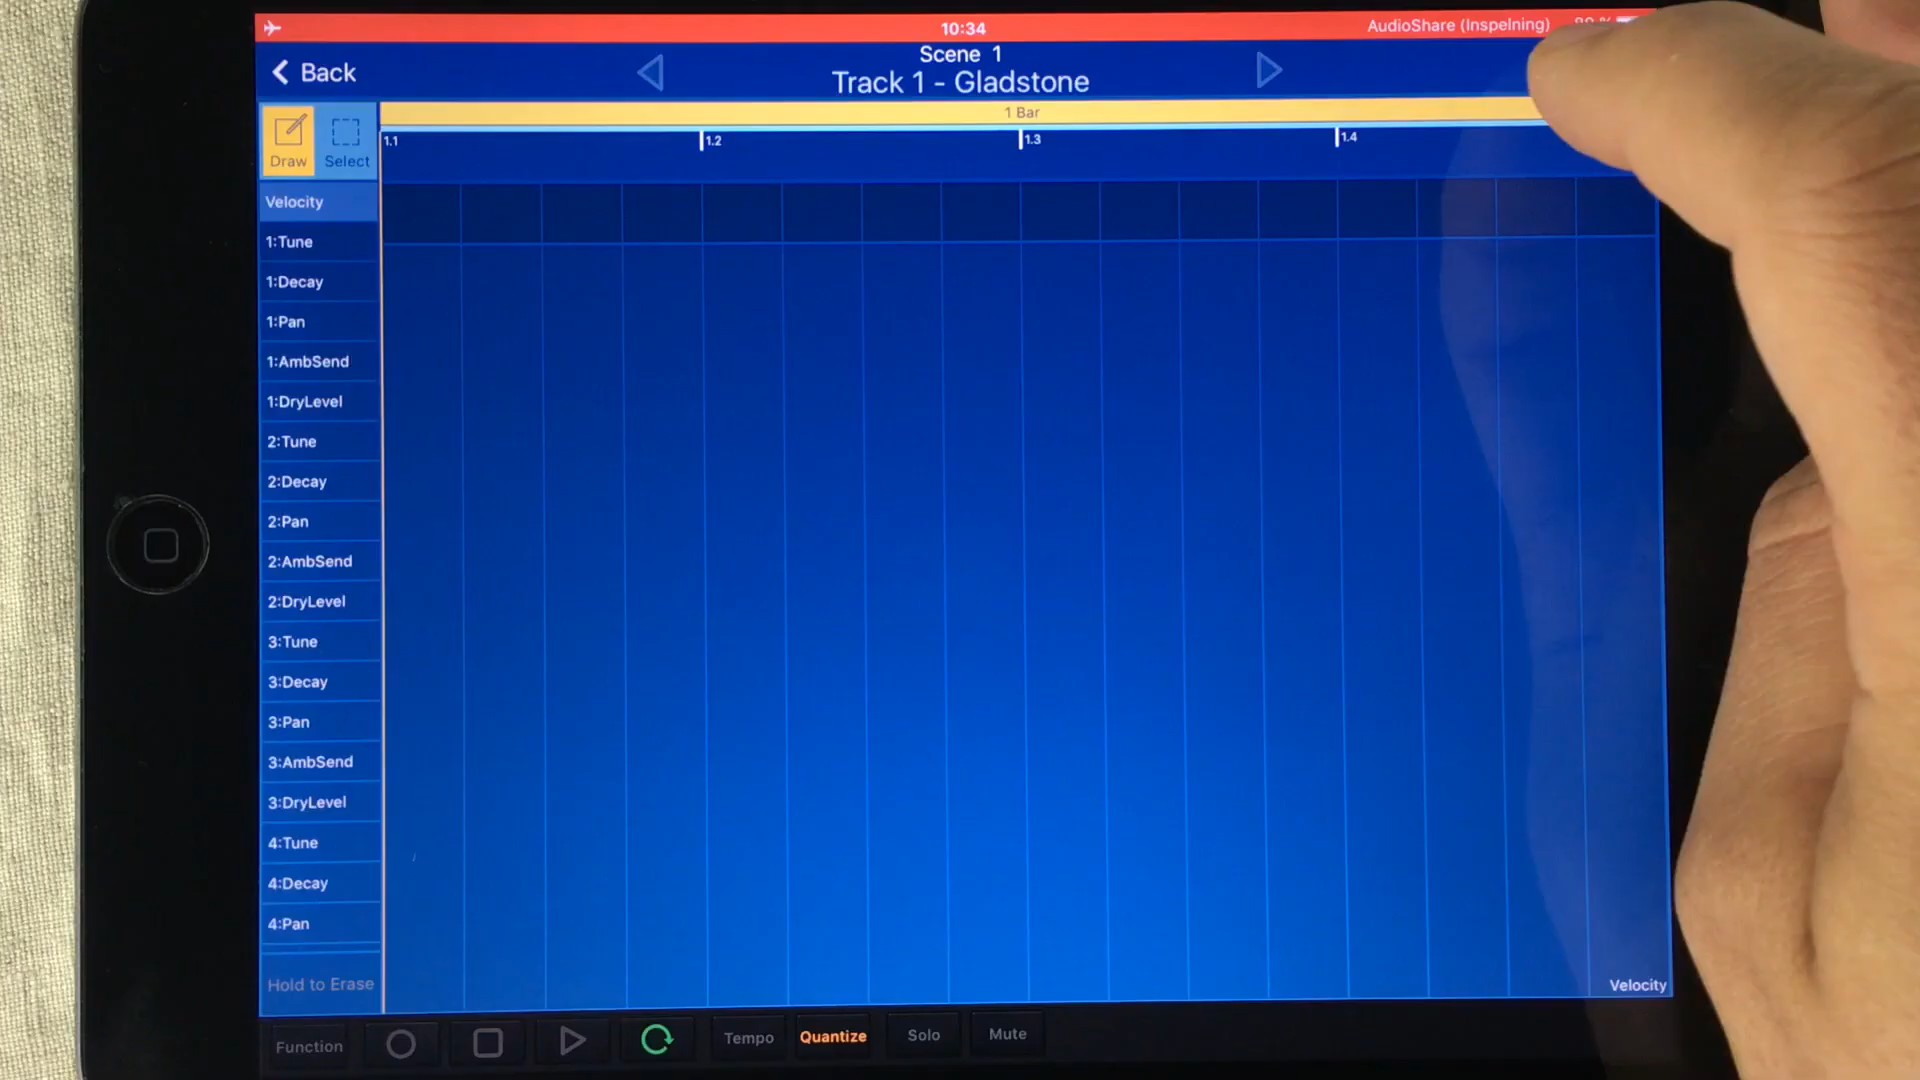 10:34
AudioShare (Inspelning)
Back
Scene 1
Track 1 - Gladstone
1 Bar
Draw
Select
1.1
1.2
1.3
1.4
Velocity
1:Tune
1:Decay
1:Pan
1:AmbSend
1:DryLevel
2:Tune
2:Decay
2:Pan
2:AmbSend
2:DryLevel
3:Tune
3:Decay
3:Pan
3:AmbSend
3:DryLevel
4:Tune
4:Decay
4:Pan
Hold to Erase
Velocity
Function
Tempo
Quantize
Solo
Mute